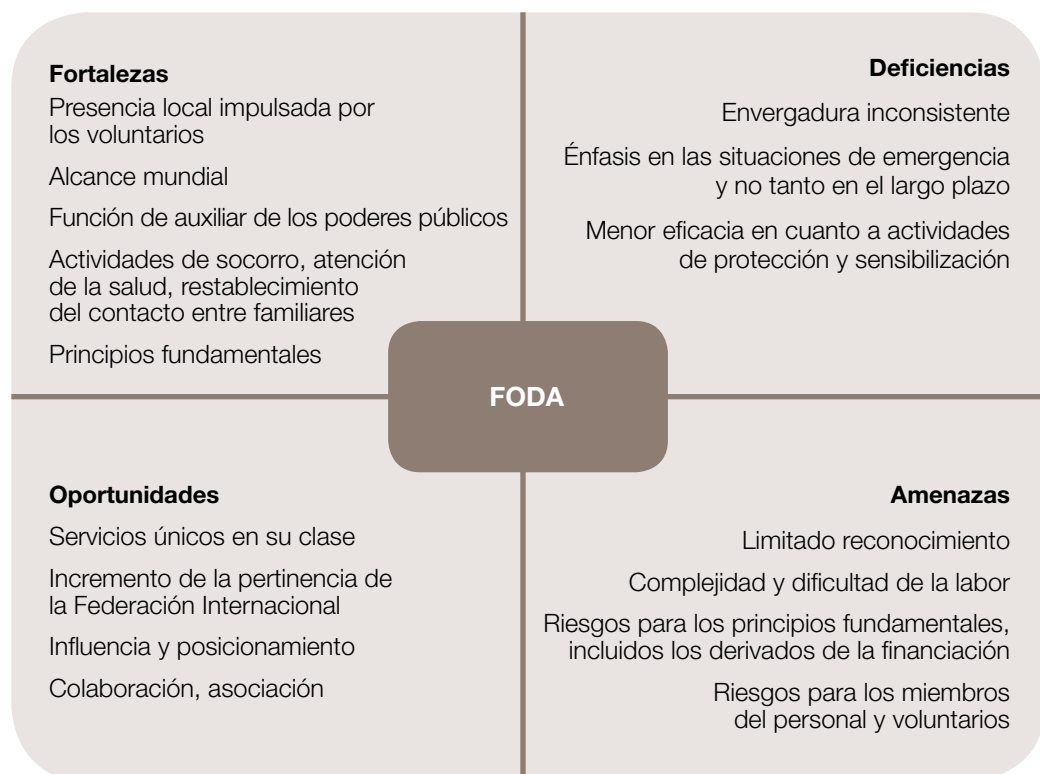 Fortalezas
Presencia local impulsada por
los voluntarios
Alcance mundial
Función de auxiliar de los poderes públicos
Actividades de socorro, atención
de la salud, restablecimiento
del contacto entre familiares
Principios fundamentales
Deficiencias
Envergadura inconsistente
Énfasis en las situaciones de emergencia
y no tanto en el largo plazo
Menor eficacia en cuanto a actividades
de protección y sensibilización
FODA
Oportunidades
Servicios únicos en su clase
Incremento de la pertinencia de
la Federación Internacional
Influencia y posicionamiento
Colaboración, asociación
Amenazas
Limitado reconocimiento
Complejidad y dificultad de la labor
Riesgos para los principios fundamentales,
incluidos los derivados de la financiación
Riesgos para los miembros
del personal y voluntarios